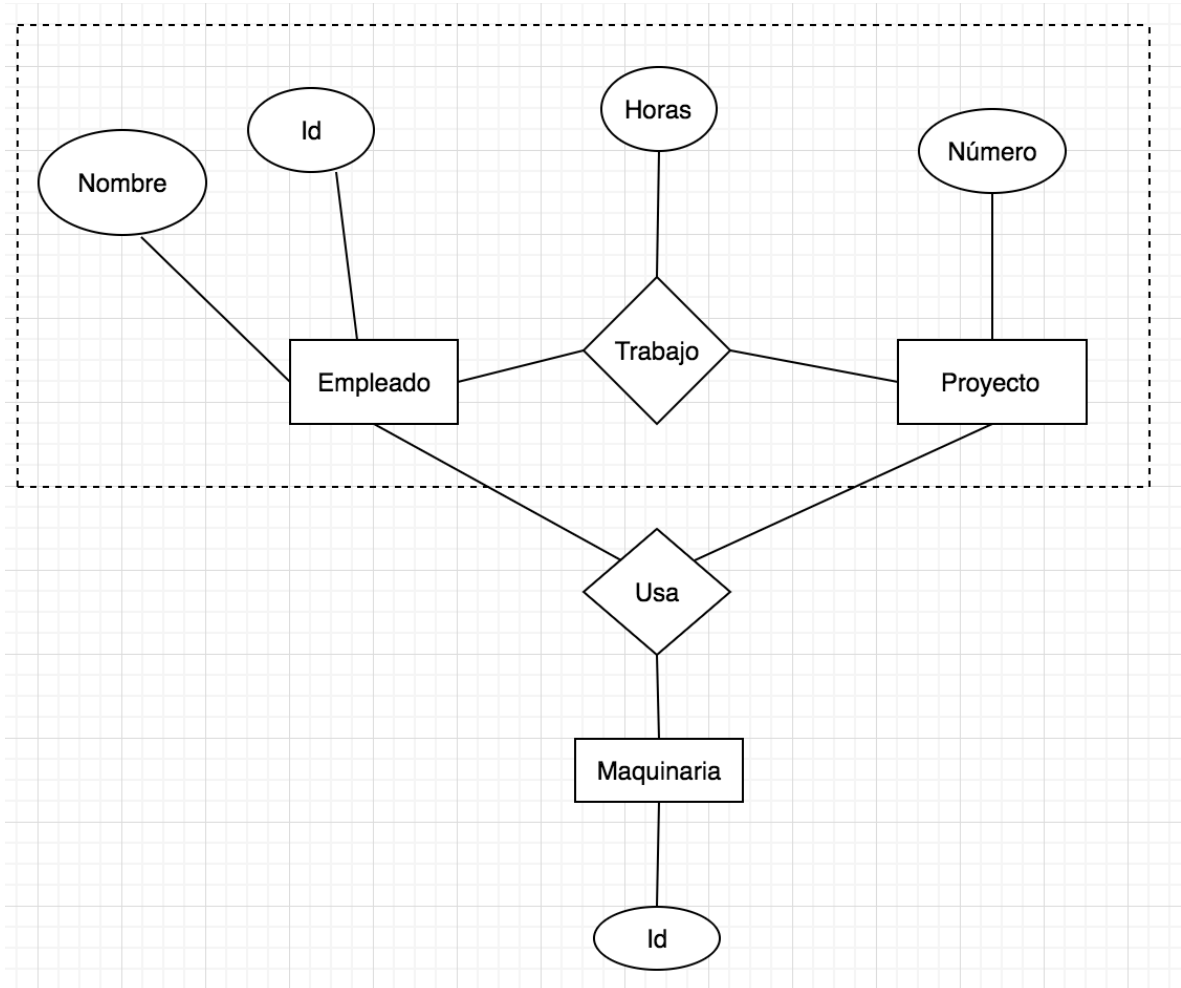 Horas
Id
Número
Nombre
Trabajo
Empleado
Proyecto
Usa
Maquinaria
Id